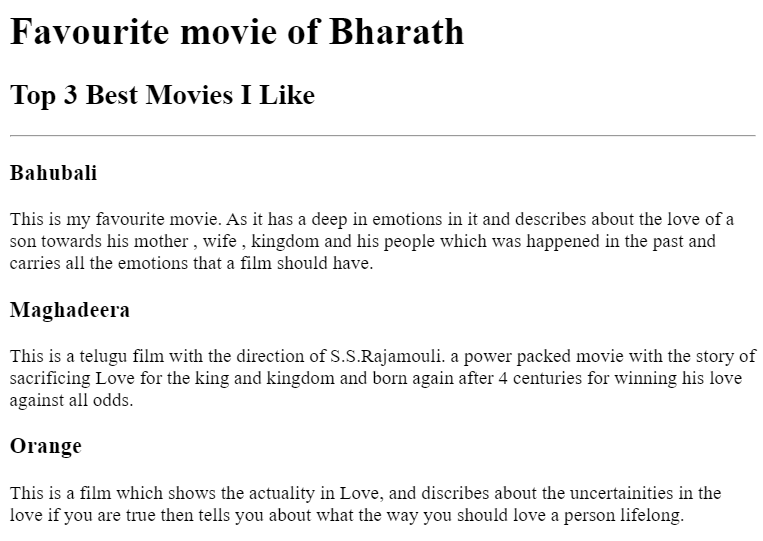 Favourite movie of Bharath
Top 3 Best Movies I Like
Bahubali
This is my favourite movie. As it has a deep in emotions in it and describes about the love of a
son towards his mother , wife , kingdom and his people which was happened in the past and
carries all the emotions that a film should have.
Maghadeera
This is a telugu film with the direction of S.S.Rajamouli. a power packed movie with the story of
sacrificing Love for the king and kingdom and born again after 4 centuries for winning his love
against all odds.
Orange
This is a film which shows the actuality in Love, and discribes about the uncertainities in the
love if you are true then tells you about what the way you should love a person lifelong.